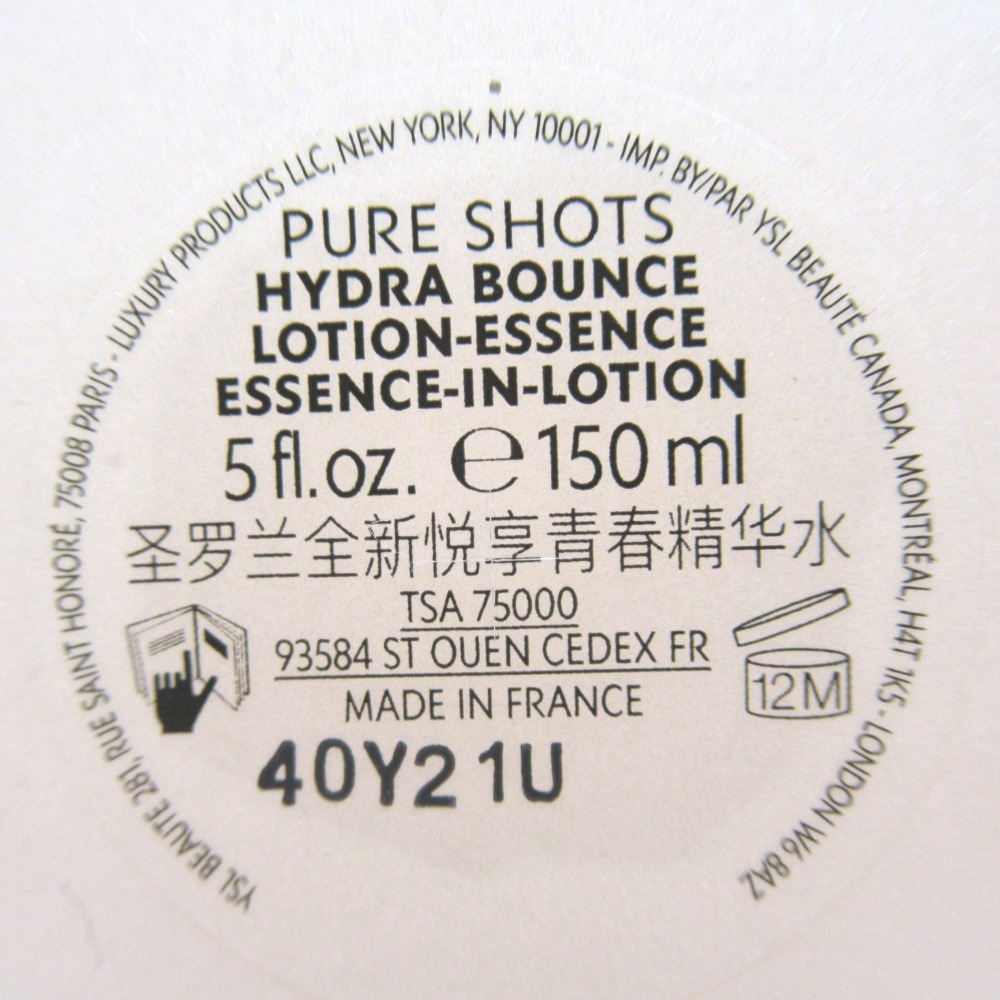 YSL BEAUTÉ 281, RUE SAINT HONORÉ, 75008 PARIS - LUXURY PRODUCTS LLC, NEW YORK, NY 10001 - IMP. BY/PAR YSL BEAUTÉ CANADA, MONTRÉAL, H4T 1K5 - LONDON W6 8AZ
PURE SHOTS
HYDRA BOUNCE
LOTION-ESSENCE
ESSENCE-IN-LOTION
5 fl.oz. ℮ 150 ml
圣罗兰全新悦享青春精华水
TSA 75000
93584 ST OUEN CEDEX FR
MADE IN FRANCE
12M
40Y21U